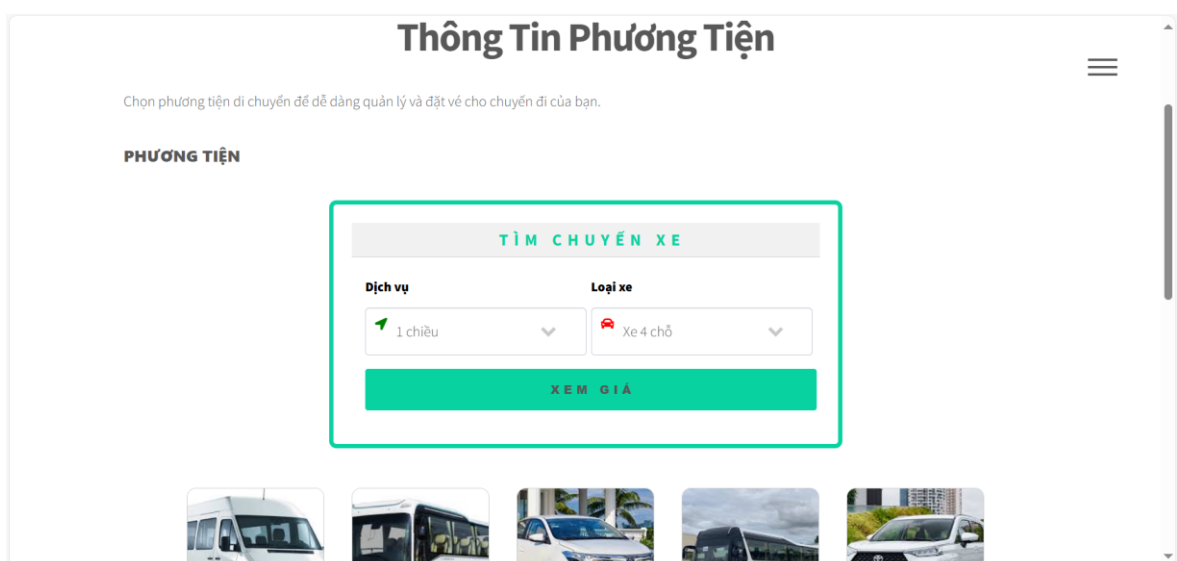 Thông Tin Phương Tiện
Chọn phương tiện di chuyển để dễ dàng quản lý và đặt vé cho chuyến đi của bạn.
PHƯƠNG TIỆN
TÌM CHUYẾN XE
Dịch vụ
Loại xe
1 chiều
Xe 4 chỗ
XEM GIÁ